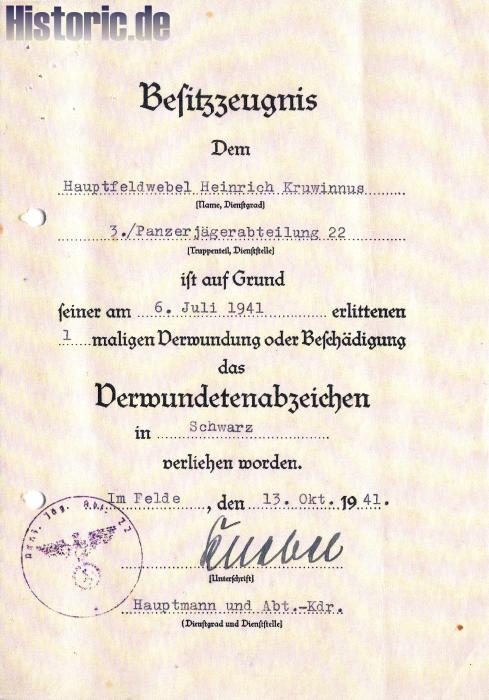 Historic.de
Besitzzeugnis
Dem
Hauptfeldwebel Heinrich Kruwinnus
(Name, Dienstgrad)
3./Panzerjägerabteilung 22
(Truppenteil, Dienststelle)
ist auf Grund
seiner am 6. Juli 1941 erlittenen
1 maligen Verwundung oder Beschädigung
das
Verwundetenabzeichen
in Schwarz
verliehen worden.
Im Felde, den 13. Okt. 1941.
(Unterschrift)
Hauptmann und Abt.-Kdr.
(Dienstgrad und Dienststelle)